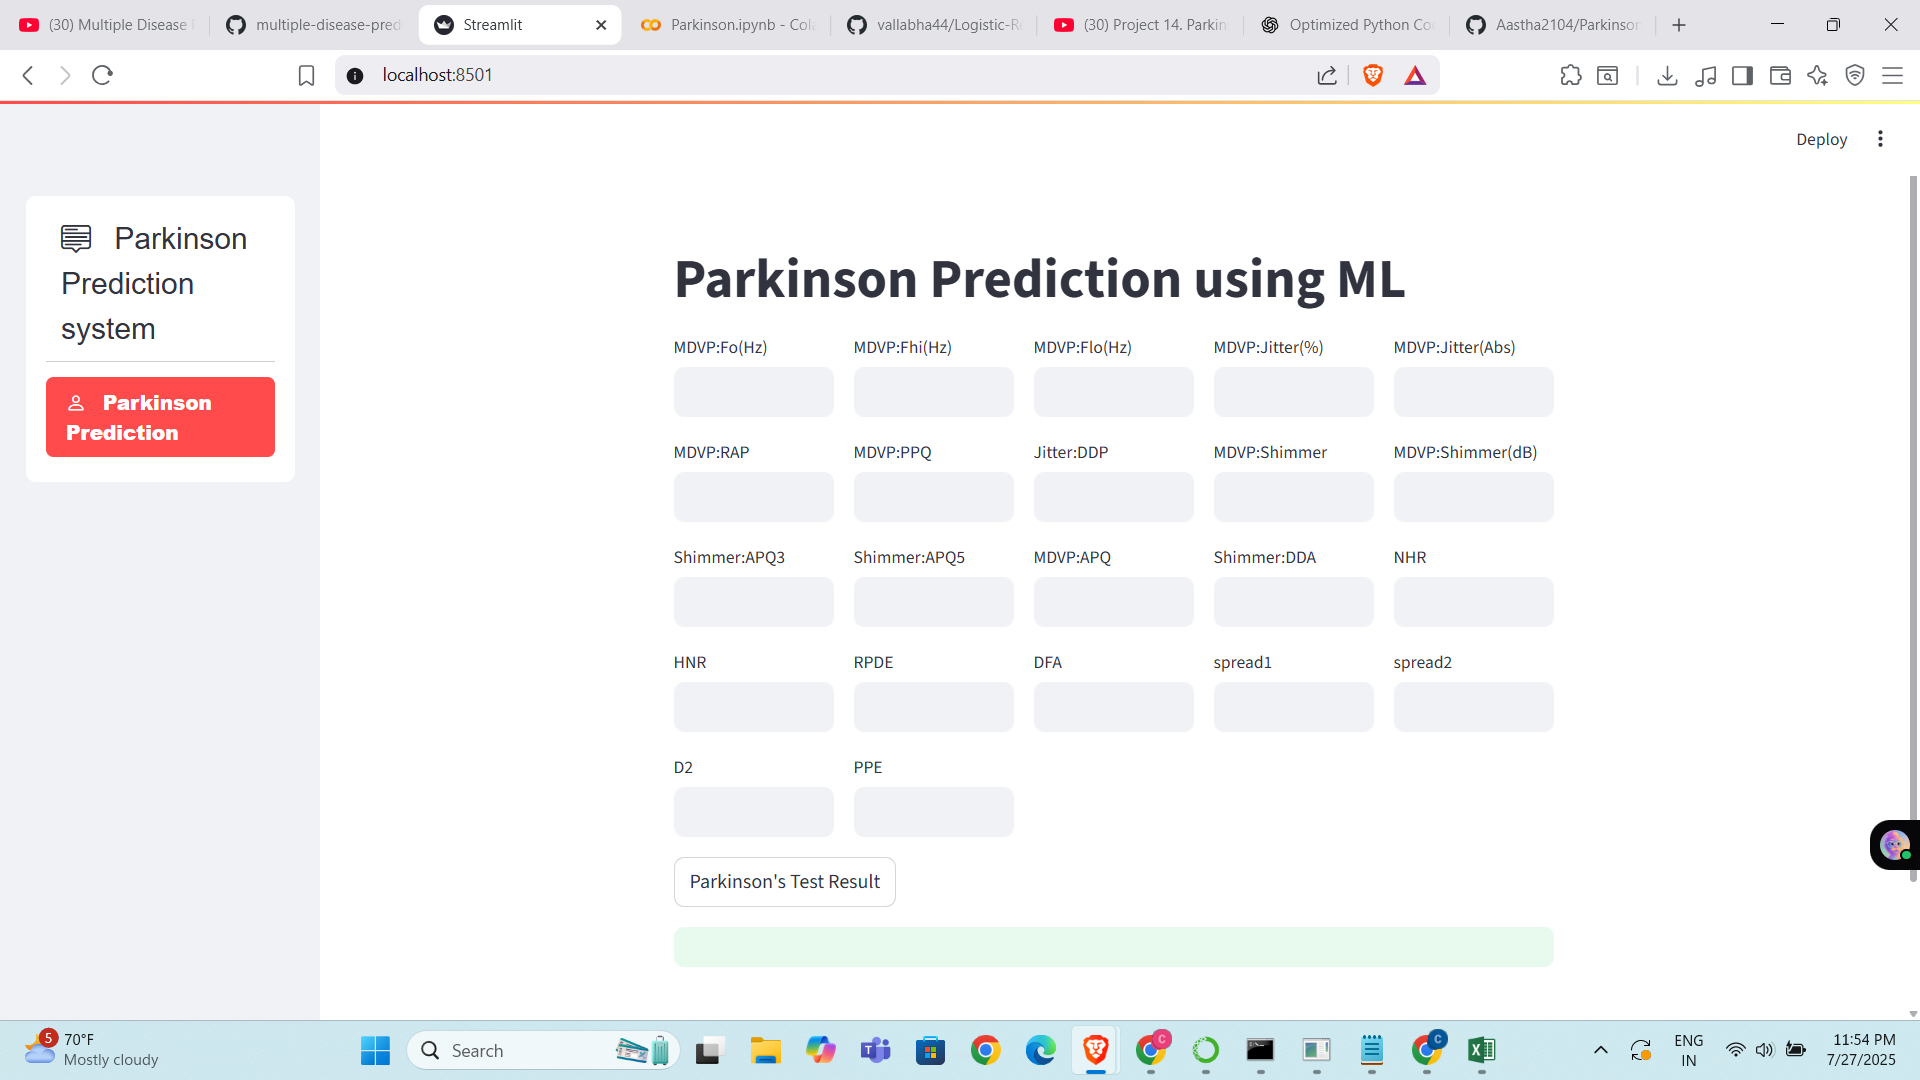 (30) Multiple Disease
multiple-disease-pred
Streamlit
Parkinson.ipynb - Cola
vallabha44/Logistic-Re
(30) Project 14. Parkin
Optimized Python Co
Aastha2104/Parkinson
localhost:8501
Deploy
Parkinson
Prediction
system
Parkinson
Prediction
Parkinson Prediction using ML
MDVP:Fo(Hz) MDVP:Fhi(Hz) MDVP:Flo(Hz) MDVP:Jitter(%) MDVP:Jitter(Abs)
MDVP:RAP MDVP:PPQ Jitter:DDP MDVP:Shimmer MDVP:Shimmer(dB)
Shimmer:APQ3 Shimmer:APQ5 MDVP:APQ Shimmer:DDA NHR
HNR RPDE DFA spread1 spread2
D2 PPE
Parkinson's Test Result
5
70°F
Mostly cloudy
Search
C
C
ENG
IN
11:54 PM
7/27/2025